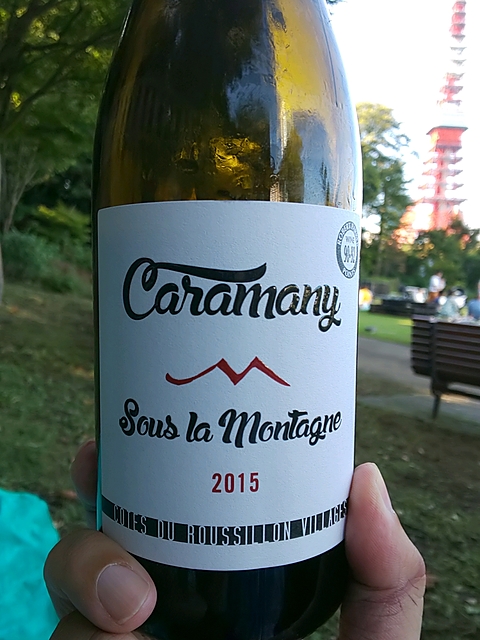 Caramany
Sous la Montagne
2015
COTES DU ROUSSILLON VILLAGES